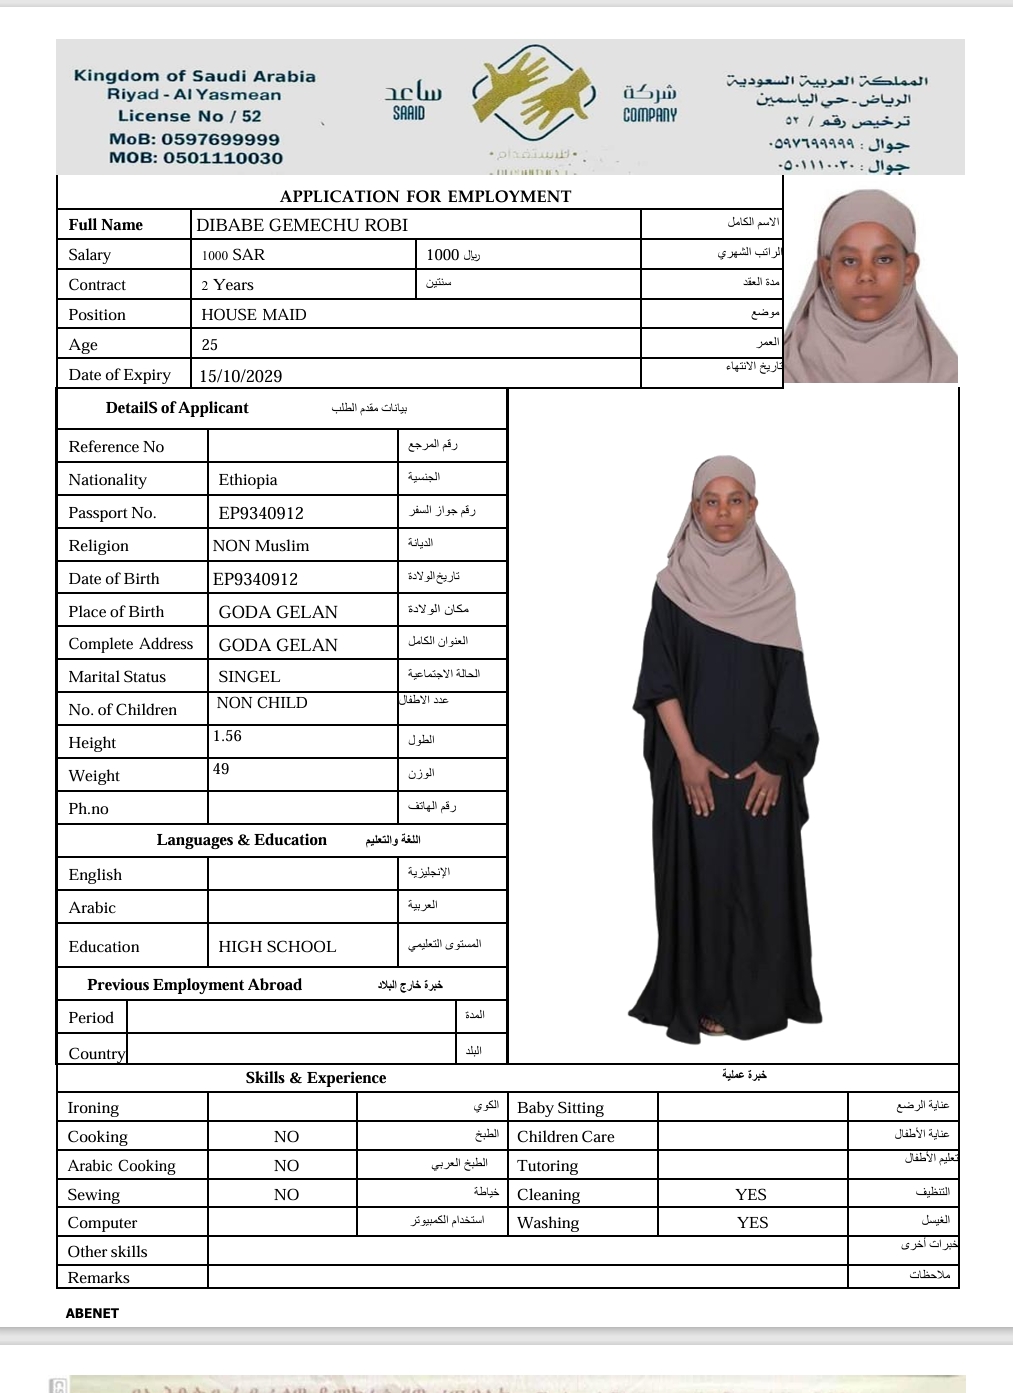 Kingdom of Saudi Arabia
Riyad - Al Yasmean
License No / 52
MoB: 0597699999
MOB: 0501110030
ساعد
SAAID
شركة
COMPANY
المملكة العربية السعودية
الرياض - حي الياسمين
ترخيص رقم / ٥٢
جوال : ٠٥٩٧٦٩٩٩٩٩
جوال : ٠٥٠١١١٠٠٣٠
للإستقدام
APPLICATION FOR EMPLOYMENT
Full Name DIBABE GEMECHU ROBI الاسم الكامل
Salary 1000 SAR 1000 ريال الراتب الشهري
Contract 2 Years سنتين مدة العقد
Position HOUSE MAID موضع
Age 25 العمر
Date of Expiry 15/10/2029 تاريخ الانتهاء
DetailS of Applicant بيانات مقدم الطلب
Reference No رقم المرجع
Nationality Ethiopia الجنسية
Passport No. EP9340912 رقم جواز السفر
Religion NON Muslim الديانة
Date of Birth EP9340912 تاريخ الولادة
Place of Birth GODA GELAN مكان الولادة
Complete Address GODA GELAN العنوان الكامل
Marital Status SINGEL الحالة الاجتماعية
No. of Children NON CHILD عدد الاطفال
Height 1.56 الطول
Weight 49 الوزن
Ph.no رقم الهاتف
Languages & Education اللغة والتعليم
English الإنجليزية
Arabic العربية
Education HIGH SCHOOL المستوى التعليمي
Previous Employment Abroad خبرة خارج البلاد
Period المدة
Country البلد
Skills & Experience خبرة عملية
Ironing الكوي Baby Sitting عناية الرضع
Cooking NO الطبخ Children Care عناية الأطفال
Arabic Cooking NO الطبخ العربي Tutoring تعليم الأطفال
Sewing NO خياطة Cleaning YES التنظيف
Computer استخدام الكمبيوتر Washing YES الغيسل
Other skills خبرات أخرى
Remarks ملاحظات
ABENET